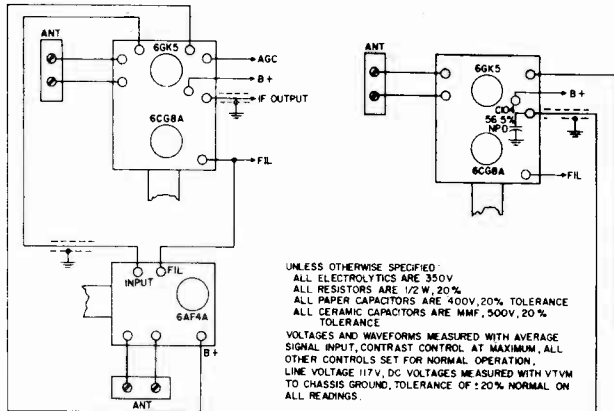 ANT
6GK5
AGC
B+
IF OUTPUT
6CG8A
FIL
INPUT
FIL
6AF4A
B+
ANT
ANT
6GK5
B+
C104
56 5%
NPO
6CG8A
FIL
UNLESS OTHERWISE SPECIFIED:
ALL ELECTROLYTICS ARE 350V
ALL RESISTORS ARE 1/2 W, 20%
ALL PAPER CAPACITORS ARE 400V, 20% TOLERANCE
ALL CERAMIC CAPACITORS ARE MMF, 500V, 20%
TOLERANCE
VOLTAGES AND WAVEFORMS MEASURED WITH AVERAGE
SIGNAL INPUT, CONTRAST CONTROL AT MAXIMUM, ALL
OTHER CONTROLS SET FOR NORMAL OPERATION,
LINE VOLTAGE 117V, DC VOLTAGES MEASURED WITH VTVM
TO CHASSIS GROUND, TOLERANCE OF ±20% NORMAL ON
ALL READINGS.